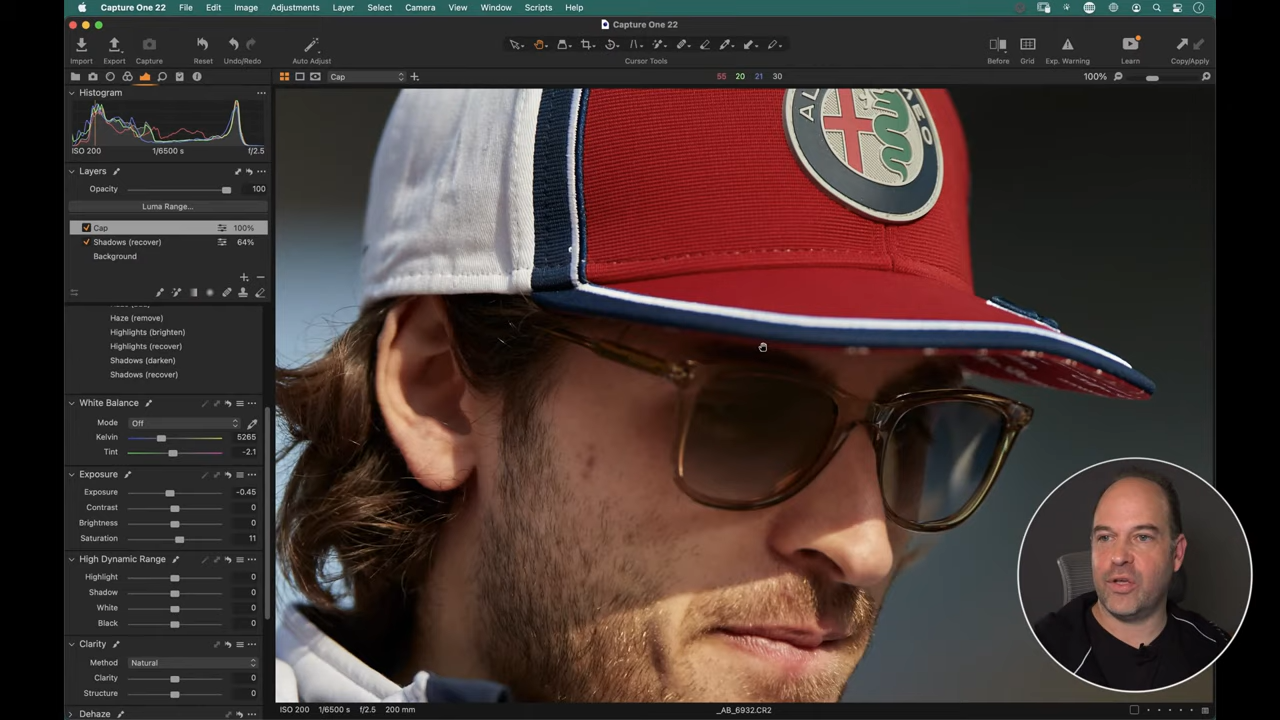 Capture One 22 File Edit Image Adjustments Layer Select Camera View Window Scripts Help
Capture One 22
Import Export Capture Reset Undo/Redo Auto Adjust Cursor Tools Before Grid Exp. Warning Learn Copy/Apply
Cap 55 20 21 30 100%
Histogram
ISO 200 1/6500 s f/2.5
Layers
Opacity 100
Luma Range...
Cap 100%
Shadows (recover) 64%
Background
Haze (remove)
Highlights (brighten)
Highlights (recover)
Shadows (darken)
Shadows (recover)
White Balance
Mode Off
Kelvin 5265
Tint -2.1
Exposure
Exposure -0.45
Contrast 0
Brightness 0
Saturation 11
High Dynamic Range
Highlight 0
Shadow 0
White 0
Black 0
Clarity
Method Natural
Clarity 0
Structure 0
Dehaze
ISO 200 1/6500 s f/2.5 200 mm _AB_6932.CR2